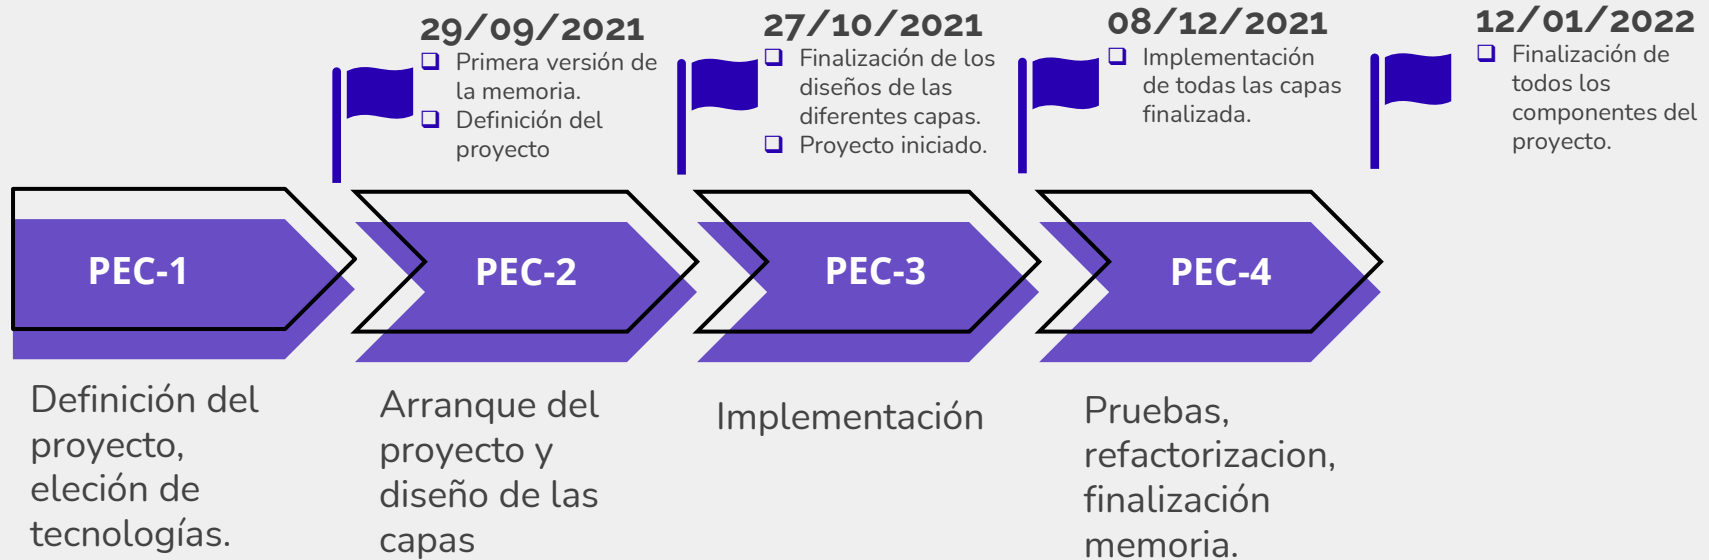 29/09/2021
Primera versión de
la memoria.
Definición del
proyecto
27/10/2021
Finalización de los
diseños de las
diferentes capas.
Proyecto iniciado.
08/12/2021
Implementación
de todas las capas
finalizada.
12/01/2022
Finalización de
todos los
componentes del
proyecto.
PEC-1
PEC-2
PEC-3
PEC-4
Definición del
proyecto,
eleción de
tecnologías.
Arranque del
proyecto y
diseño de las
capas
Implementación
Pruebas,
refactorizacion,
finalización
memoria.